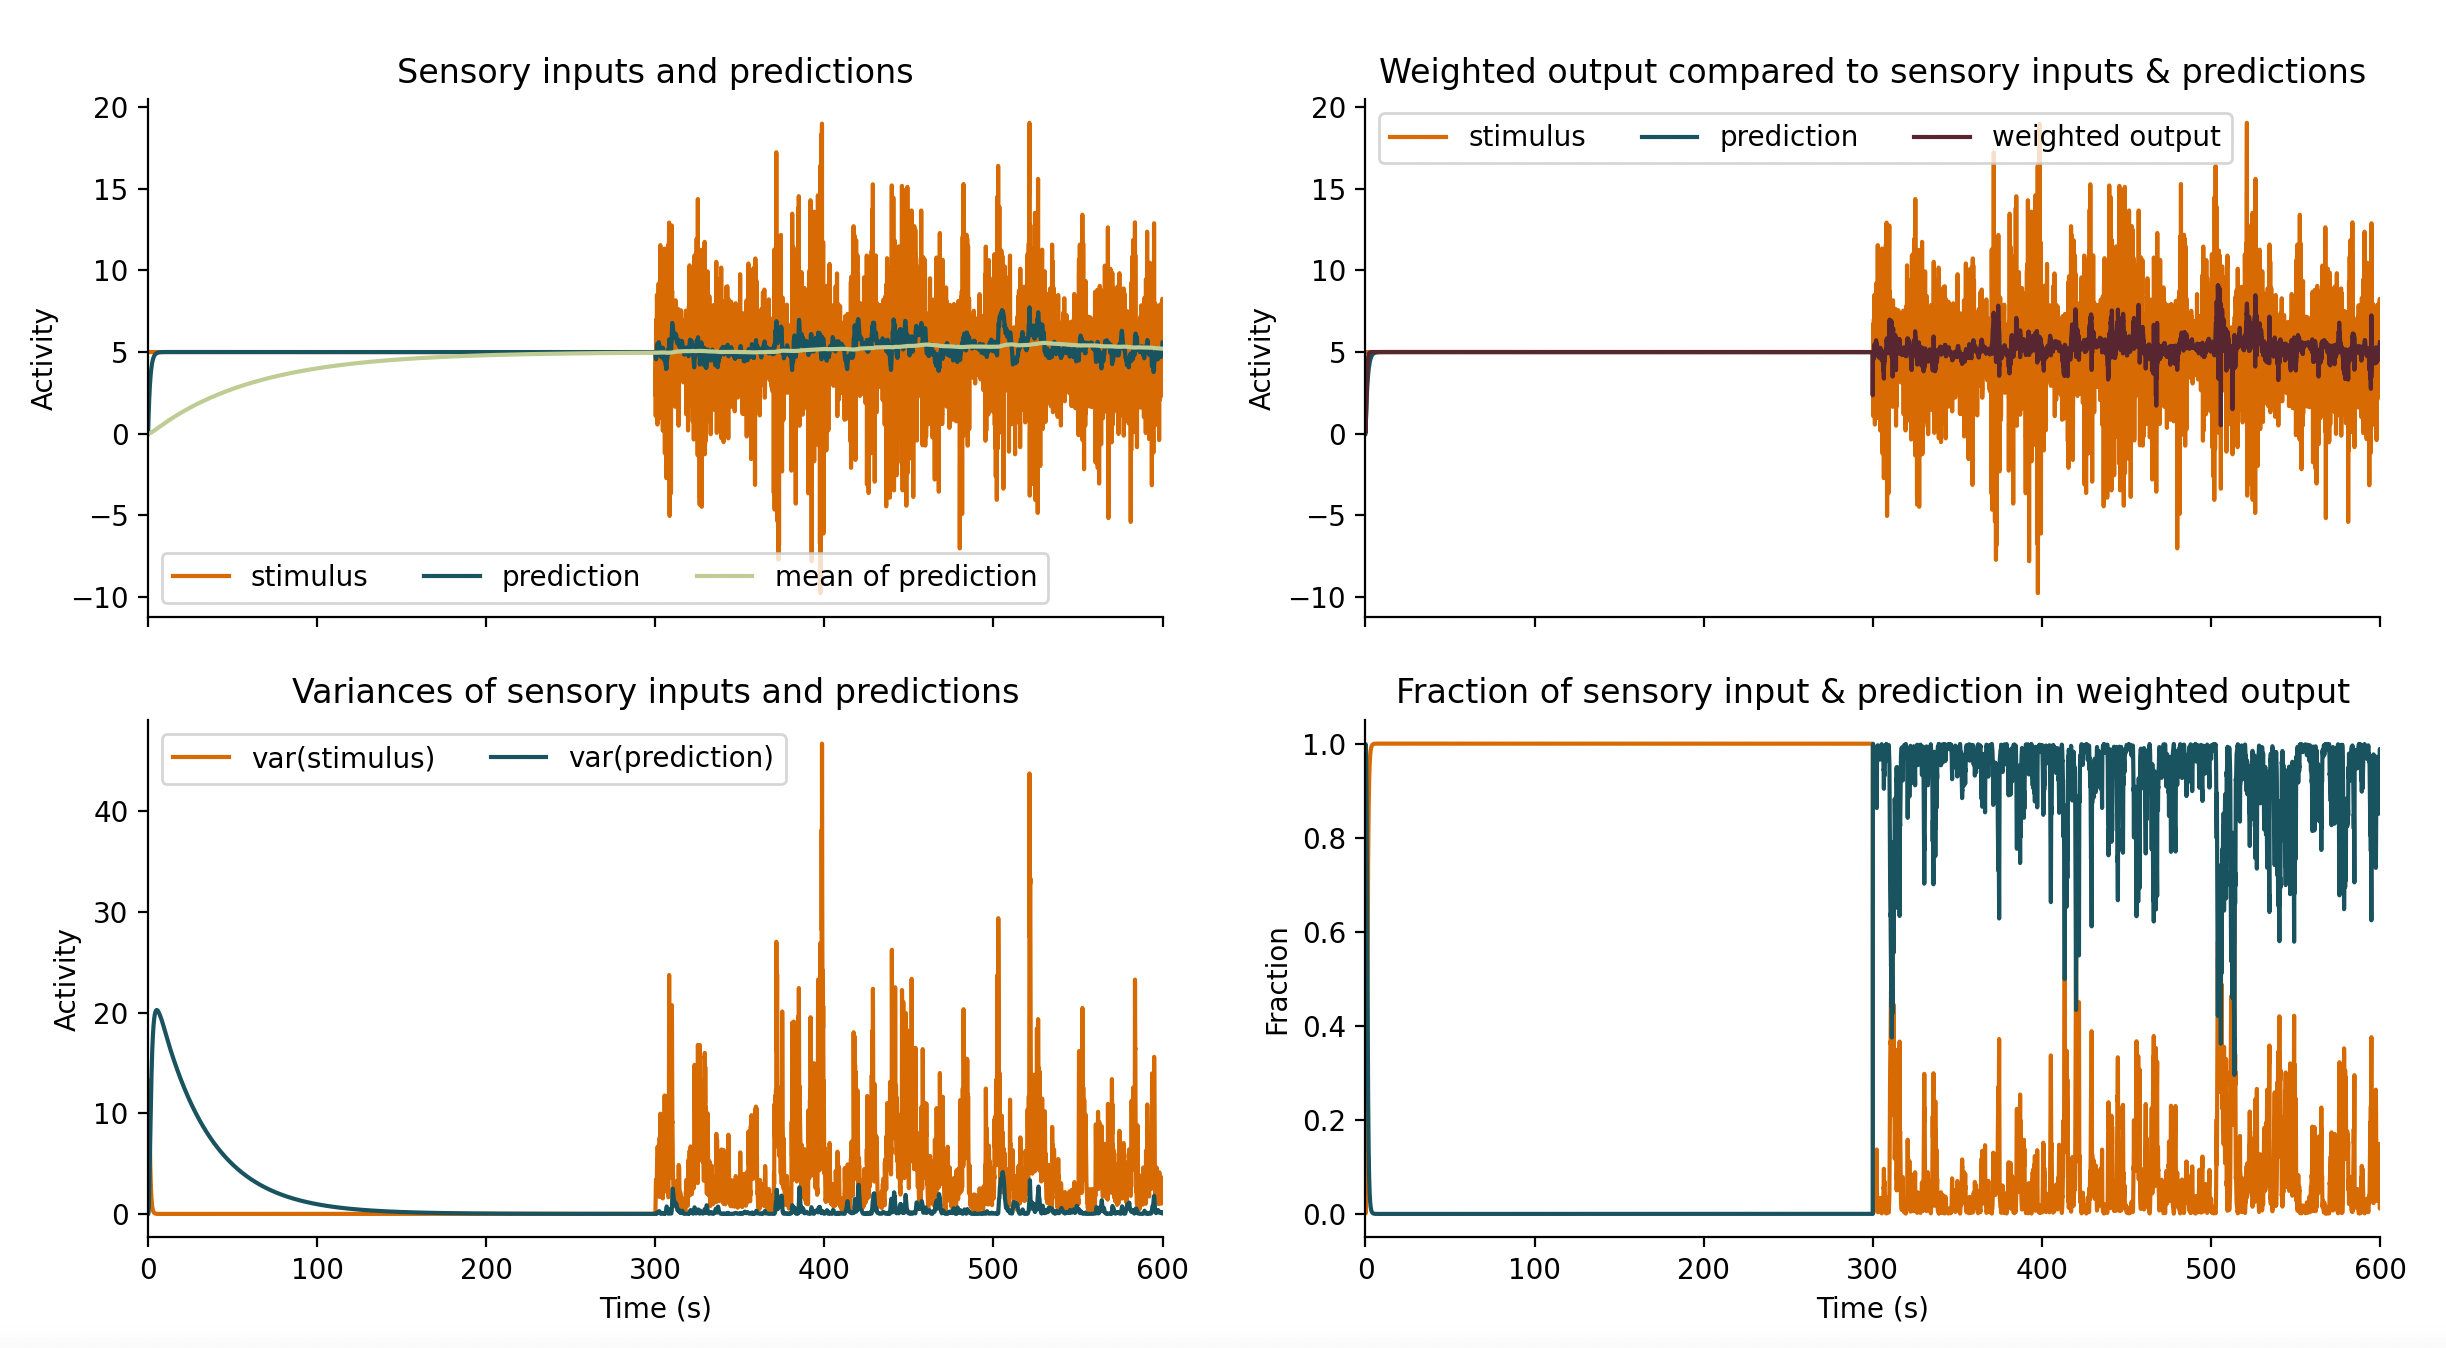 Sensory inputs and predictions
20
15
10
5
0
−5
−10
Activity
stimulus prediction mean of prediction
Weighted output compared to sensory inputs & predictions
20
15
10
5
0
−5
−10
Activity
stimulus prediction weighted output
Variances of sensory inputs and predictions
40
30
20
10
0
Activity
var(stimulus) var(prediction)
0 100 200 300 400 500 600
Time (s)
Fraction of sensory input & prediction in weighted output
1.0
0.8
0.6
0.4
0.2
0.0
Fraction
0 100 200 300 400 500 600
Time (s)